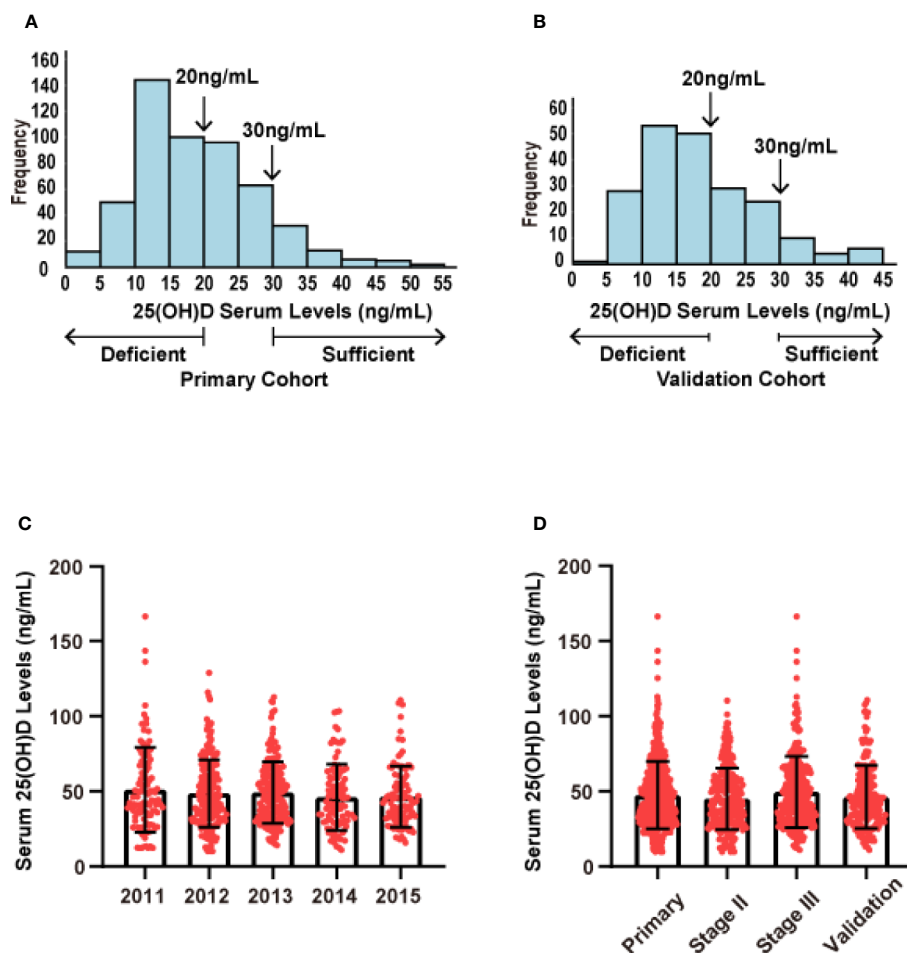 A
160
140
120
100
80
60
40
20
0
Frequency
20ng/mL
30ng/mL
0 5 10 15 20 25 30 35 40 45 50 55
25(OH)D Serum Levels (ng/mL)
Deficient Sufficient
Primary Cohort
B
60
50
40
30
20
10
0
Frequency
20ng/mL
30ng/mL
0 5 10 15 20 25 30 35 40 45
25(OH)D Serum Levels (ng/mL)
Deficient Sufficient
Validation Cohort
C
Serum 25(OH)D Levels (ng/mL)
200
150
100
50
0
2011 2012 2013 2014 2015
D
Serum 25(OH)D Levels (ng/mL)
200
150
100
50
0
Primary Stage II Stage III Validation